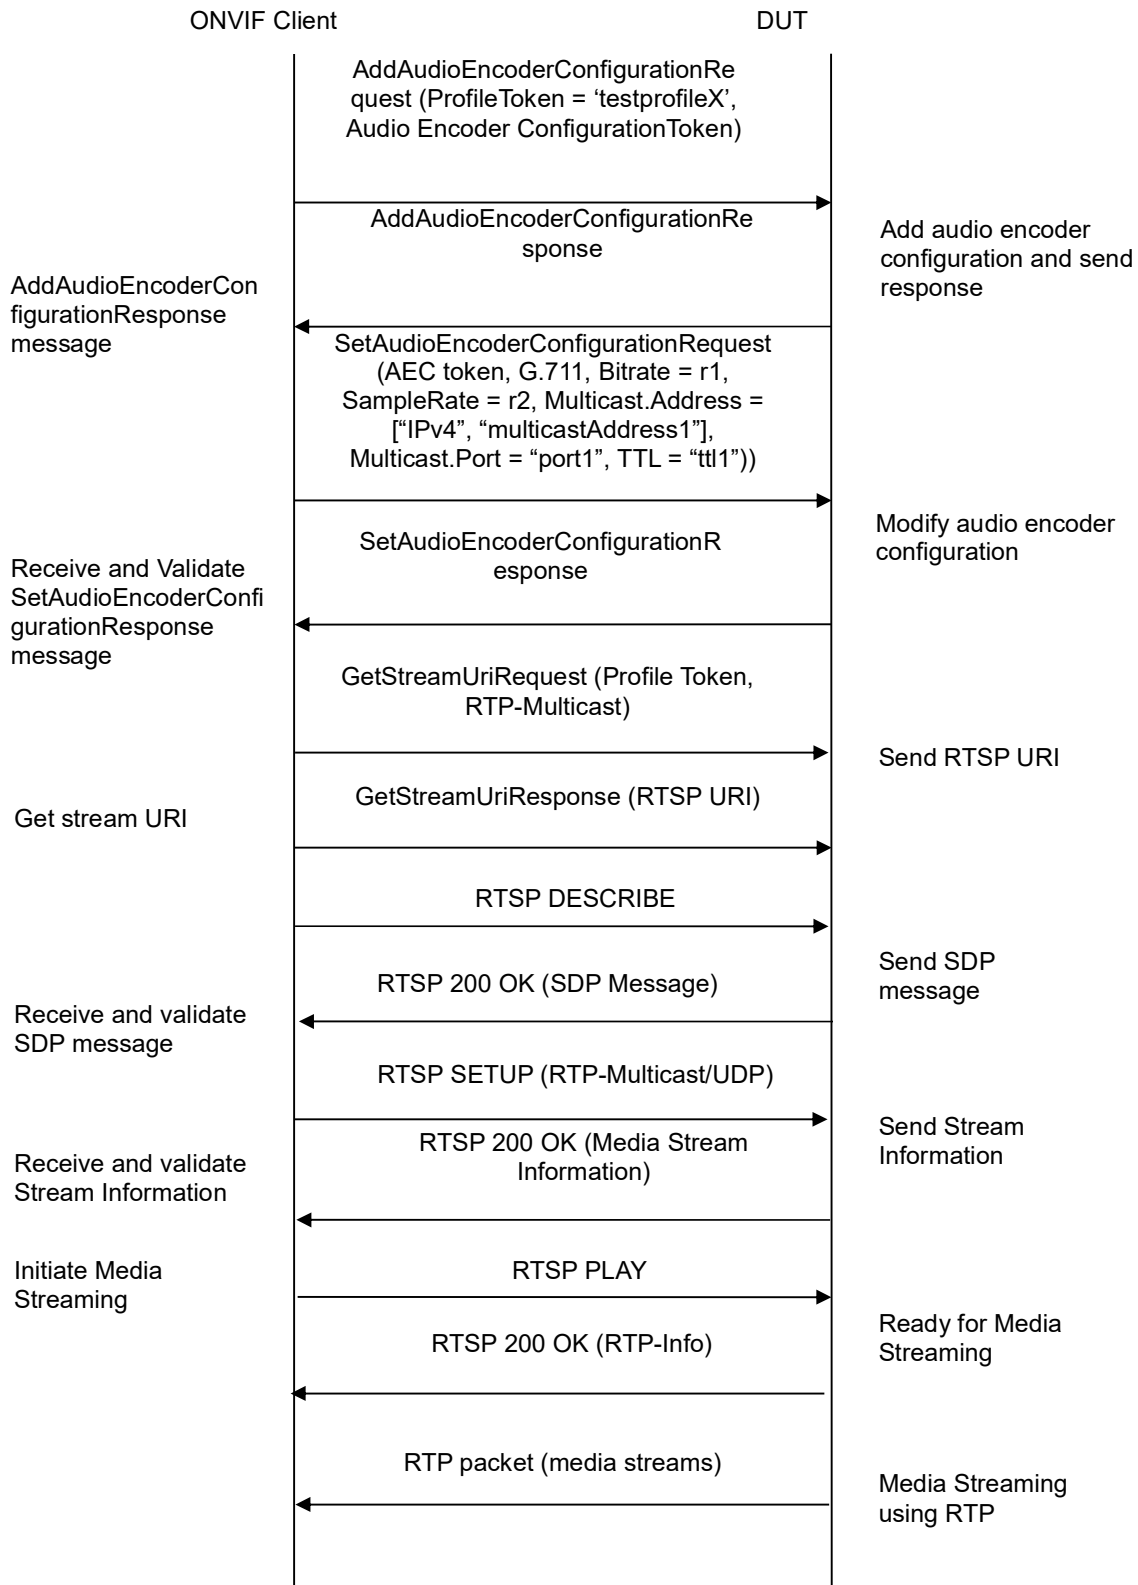 ONVIF Client
DUT
AddAudioEncoderConfigurationRe
quest (ProfileToken = ‘testprofileX’,
Audio Encoder ConfigurationToken)
AddAudioEncoderConfigurationRe
sponse
Add audio encoder
configuration and send
response
AddAudioEncoderCon
figurationResponse
message
SetAudioEncoderConfigurationRequest
(AEC token, G.711, Bitrate = r1,
SampleRate = r2, Multicast.Address =
[“IPv4”, “multicastAddress1”],
Multicast.Port = “port1”, TTL = “ttl1”))
Modify audio encoder
configuration
SetAudioEncoderConfigurationR
esponse
Receive and Validate
SetAudioEncoderConfi
gurationResponse
message
GetStreamUriRequest (Profile Token,
RTP-Multicast)
Send RTSP URI
GetStreamUriResponse (RTSP URI)
Get stream URI
RTSP DESCRIBE
Send SDP
message
RTSP 200 OK (SDP Message)
Receive and validate
SDP message
RTSP SETUP (RTP-Multicast/UDP)
Send Stream
Information
RTSP 200 OK (Media Stream
Information)
Receive and validate
Stream Information
Initiate Media
Streaming
RTSP PLAY
Ready for Media
Streaming
RTSP 200 OK (RTP-Info)
RTP packet (media streams)
Media Streaming
using RTP